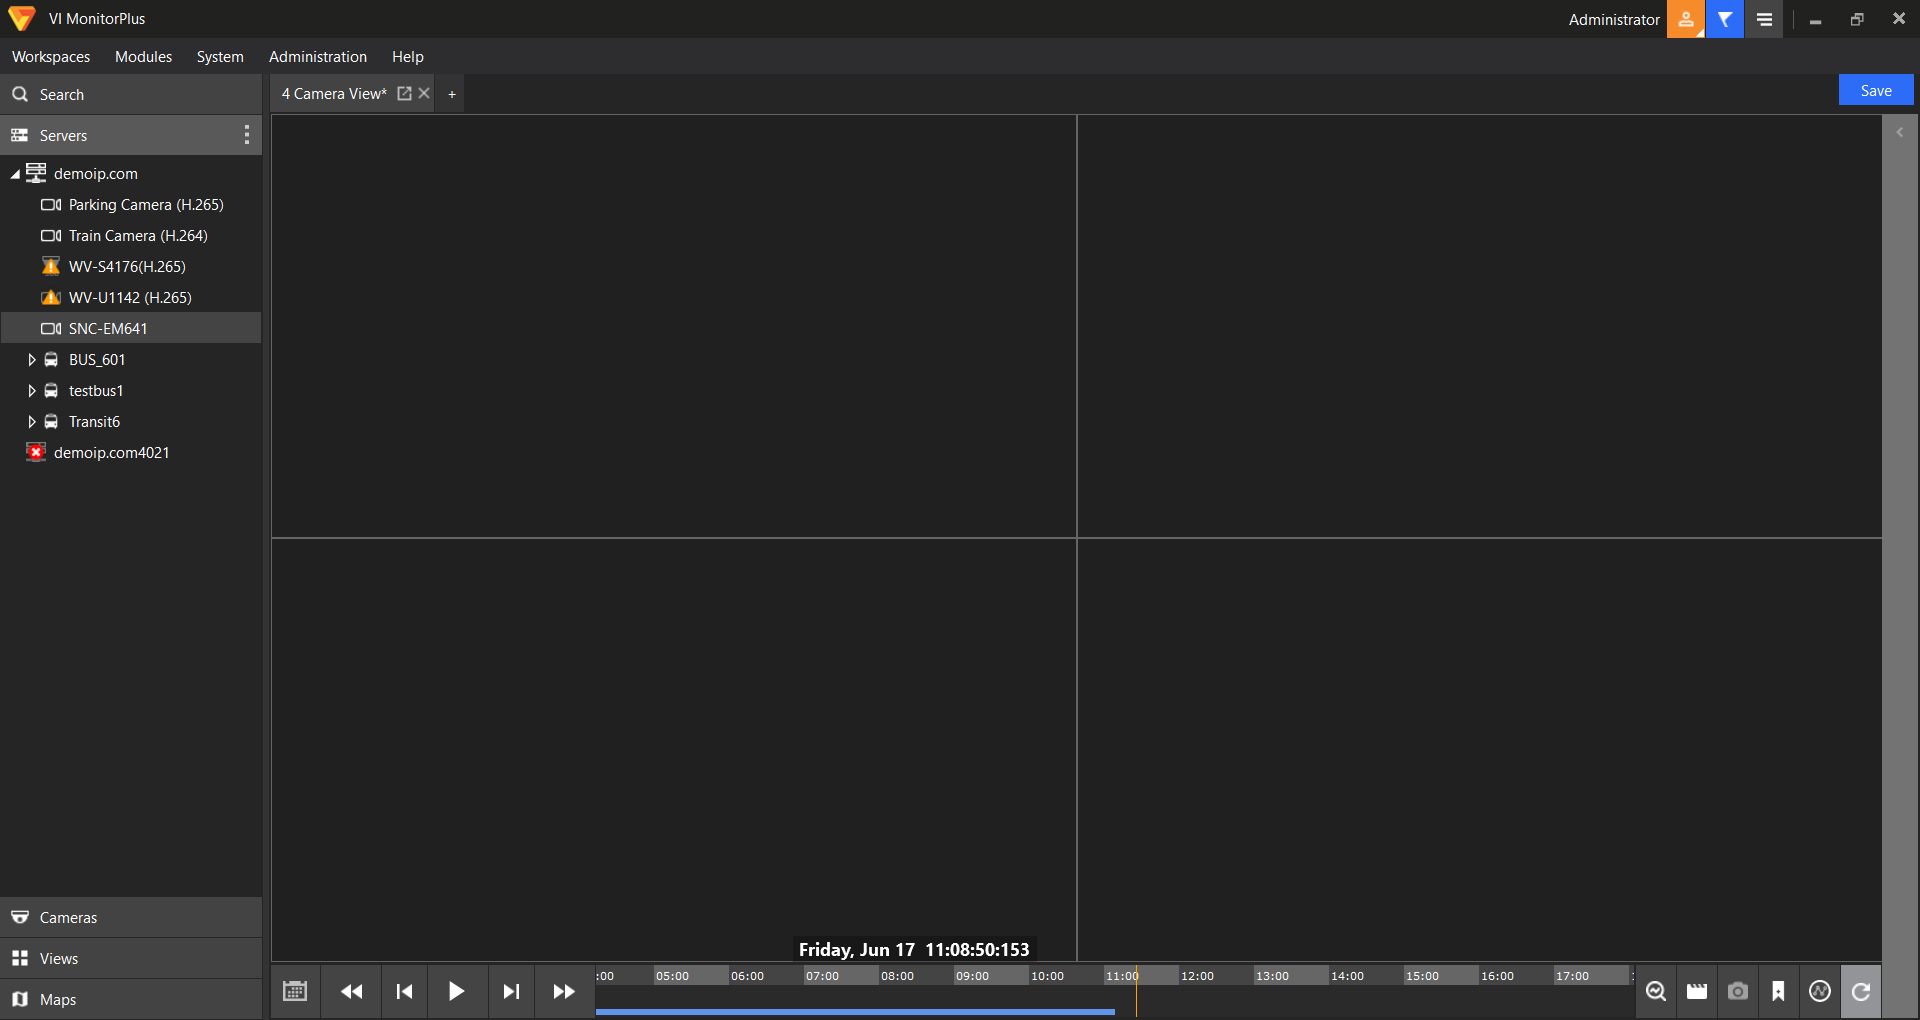 VI MonitorPlus
Administrator
Workspaces Modules System Administration Help
Search
4 Camera View* +
Save
Servers
demoip.com
Parking Camera (H.265)
Train Camera (H.264)
WV-S4176(H.265)
WV-U1142 (H.265)
SNC-EM641
BUS_601
testbus1
Transit6
demoip.com4021
Cameras
Views
Maps
Friday, Jun 17 11:08:50:153
:00 05:00 06:00 07:00 08:00 09:00 10:00 11:00 12:00 13:00 14:00 15:00 16:00 17:00